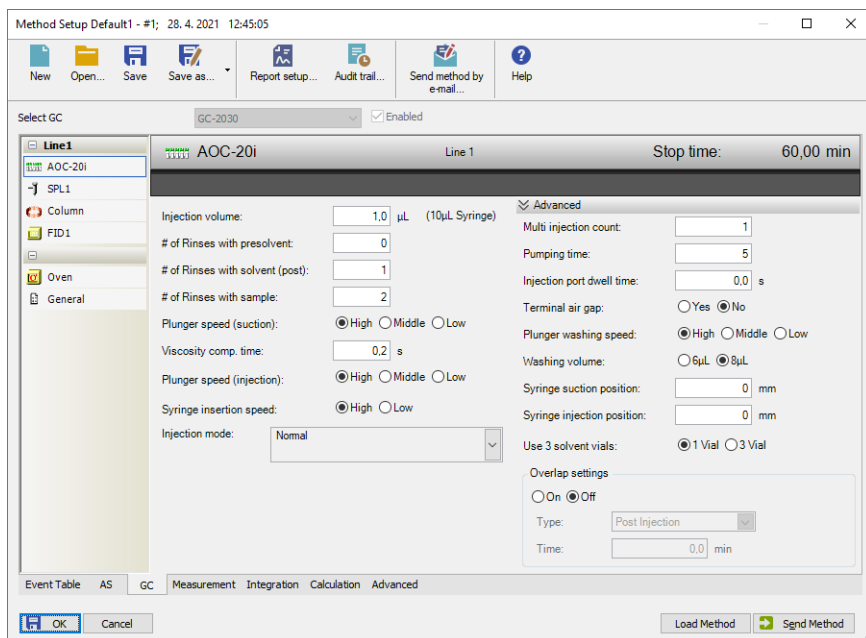 Method Setup Default1 - #1; 28. 4. 2021 12:45:05
New Open... Save Save as... Report setup... Audit trail... Send method by e-mail... Help
Select GC GC-2030 Enabled
Line1
AOC-20i
SPL1
Column
FID1
Oven
General
AOC-20i Line 1 Stop time: 60,00 min
Injection volume: 1,0 µL (10µL Syringe)
# of Rinses with presolvent: 0
# of Rinses with solvent (post): 1
# of Rinses with sample: 2
Plunger speed (suction): High Middle Low
Viscosity comp. time: 0,2 s
Plunger speed (injection): High Middle Low
Syringe insertion speed: High Low
Injection mode: Normal
Advanced
Multi injection count: 1
Pumping time: 5
Injection port dwell time: 0,0 s
Terminal air gap: Yes No
Plunger washing speed: High Middle Low
Washing volume: 6µL 8µL
Syringe suction position: 0 mm
Syringe injection position: 0 mm
Use 3 solvent vials: 1 Vial 3 Vial
Overlap settings
On Off
Type: Post Injection
Time: 0,0 min
Event Table AS GC Measurement Integration Calculation Advanced
OK Cancel Load Method Send Method